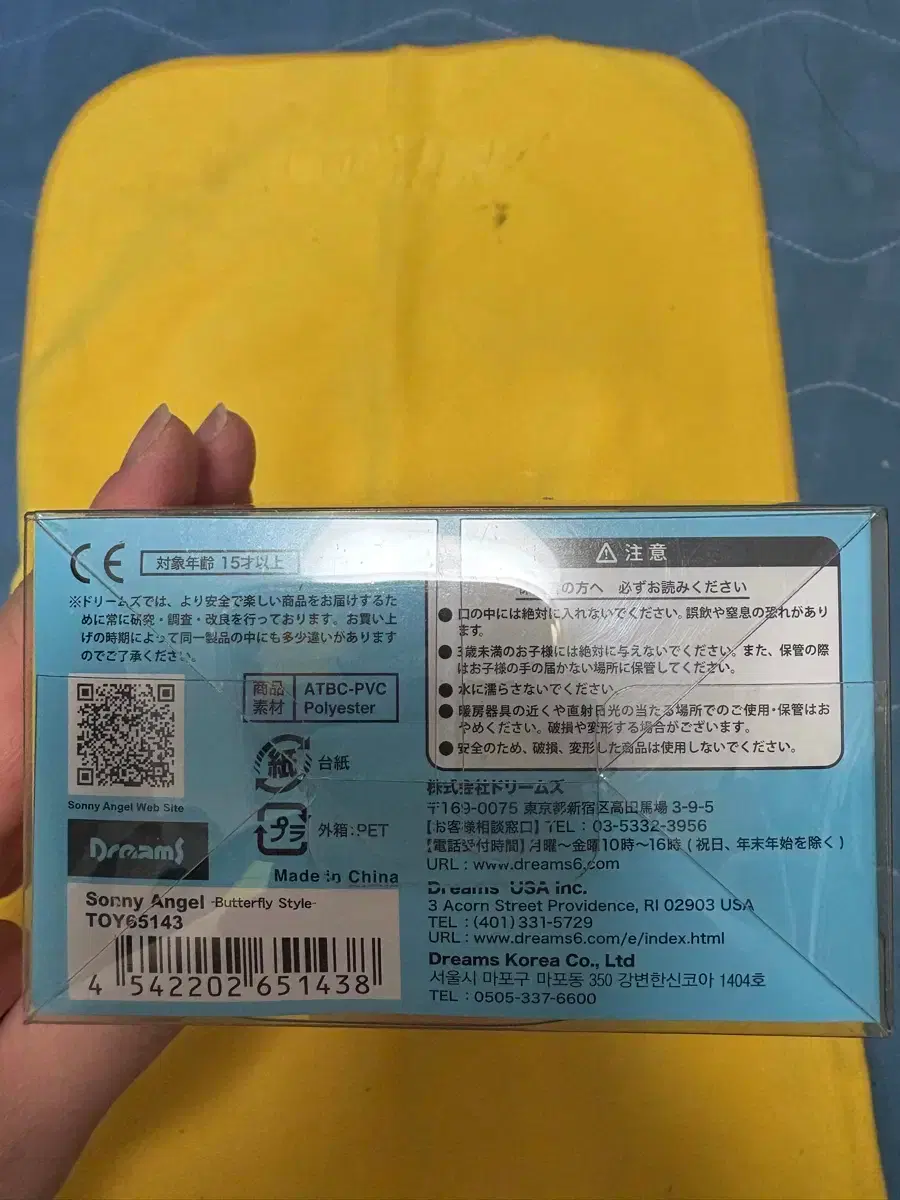 CE 対象年齢 15才以上
※ドリームズでは、より安全で楽しい商品をお届けするた
めに常に研究・調査・改良を行っております。お買い上
げの時期によって同一製品の中にも多少違いがあります
のでご了承ください。
Sonny Angel Web Site
商品
素材
ATBC-PVC
Polyester
紙 台紙
プラ 外箱:PET
Dreams
Made in China
Sonny Angel -Butterfly Style-
TOY65143
4 542202 651438
⚠ 注意
の方へ 必ずお読みください
●口の中には絶対に入れないでください。誤飲や窒息の恐れがあり
ます。
●3歳未満のお子様には絶対に与えないでください。また、保管の際
はお子様の手の届かない場所に保管してください。
●水に濡らさないでください。
●暖房器具の近くや直射日光の当たる場所でのご使用・保管はお
やめください。破損や変形する場合がございます。
●安全のため、破損、変形した商品は使用しないでください。
株式会社ドリームズ
〒169-0075 東京都新宿区高田馬場 3-9-5
【お客様相談窓口】TEL : 03-5332-3956
【電話受付時間】月曜～金曜10時～16時 ( 祝日、年末年始を除く )
URL : www.dreams6.com
Dreams USA Inc.
3 Acorn Street Providence, RI 02903 USA
TEL : (401) 331-5729
URL : www.dreams6.com/e/index.html
Dreams Korea Co., Ltd
서울시 마포구 마포동 350 강변한신코아 1404호
TEL : 0505-337-6600